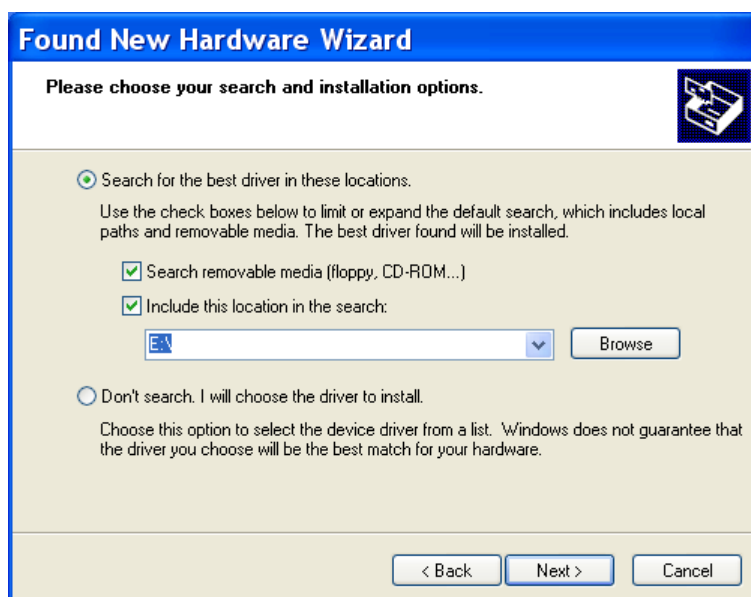 Found New Hardware Wizard
Please choose your search and installation options.
Search for the best driver in these locations.
Use the check boxes below to limit or expand the default search, which includes local
paths and removable media. The best driver found will be installed.
Search removable media (floppy, CD-ROM...)
Include this location in the search:
E:\
Browse
Don't search. I will choose the driver to install.
Choose this option to select the device driver from a list. Windows does not guarantee that
the driver you choose will be the best match for your hardware.
< Back
Next >
Cancel